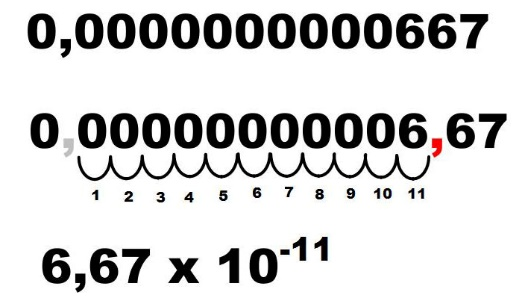 0,0000000000667
0,00000000006,67
1 2 3 4 5 6 7 8 9 10 11
6,67 x 10⁻¹¹